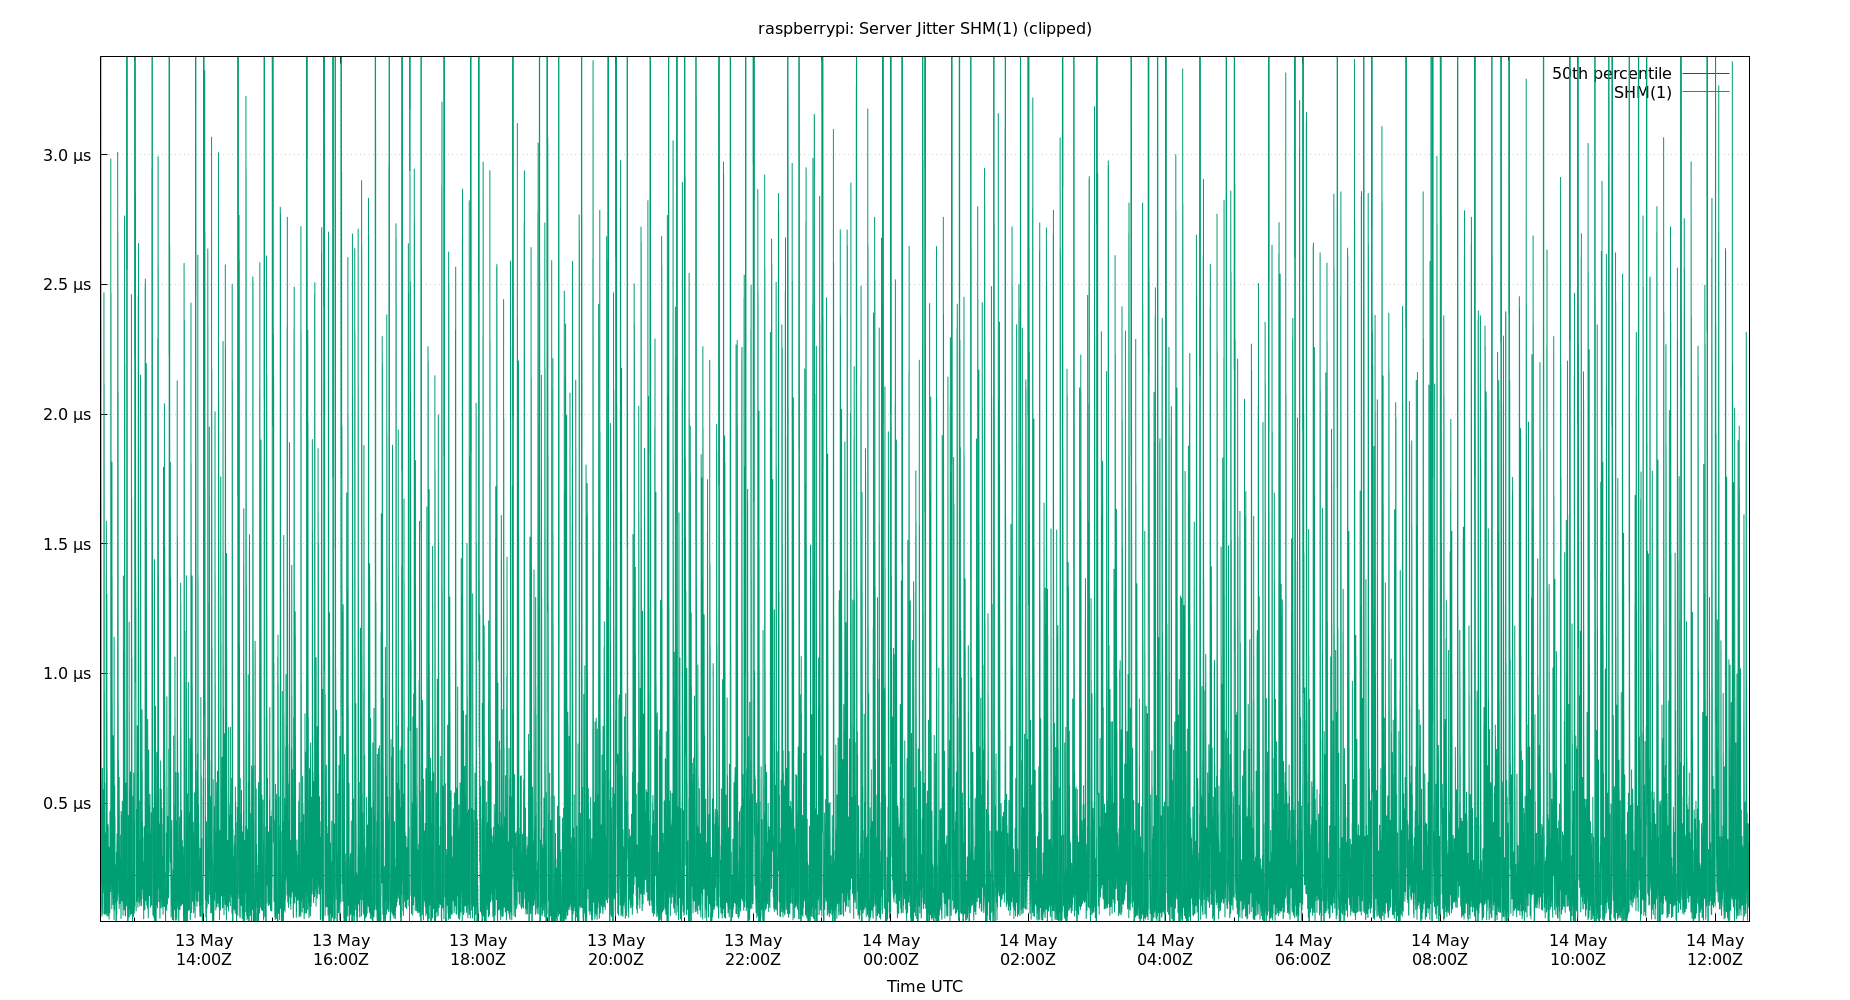 raspberrypi: Server Jitter SHM(1) (clipped)
50th percentile
SHM(1)
3.0 μs
2.5 μs
2.0 μs
1.5 μs
1.0 μs
0.5 μs
13 May 13 May 13 May 13 May 13 May 14 May 14 May 14 May 14 May 14 May 14 May 14 May
14:00Z 16:00Z 18:00Z 20:00Z 22:00Z 00:00Z 02:00Z 04:00Z 06:00Z 08:00Z 10:00Z 12:00Z
Time UTC